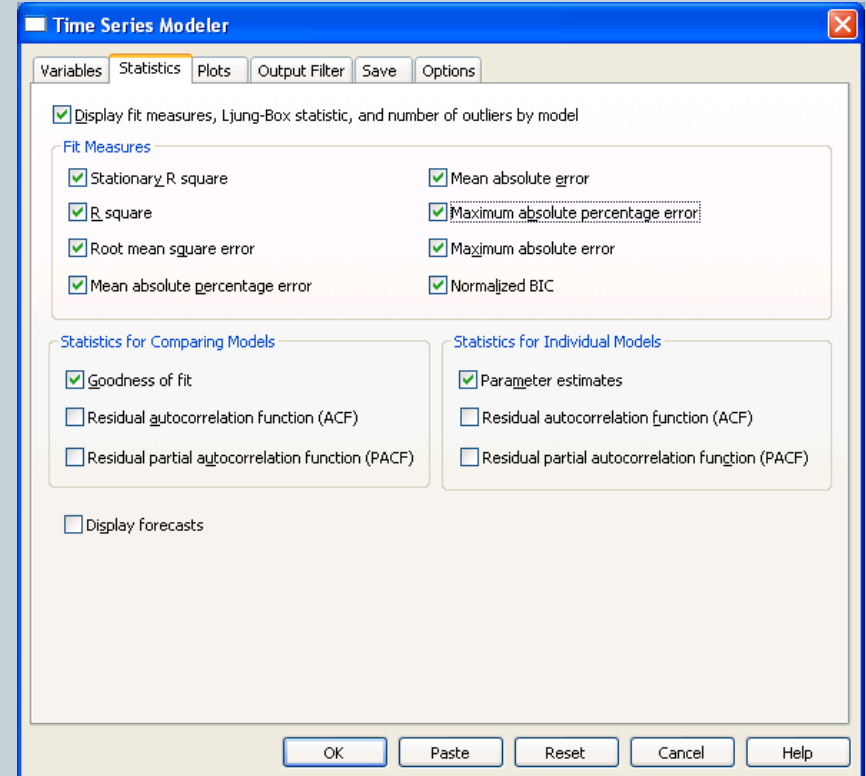 Time Series Modeler
Variables Statistics Plots Output Filter Save Options
Display fit measures, Ljung-Box statistic, and number of outliers by model
Fit Measures
Stationary R square
R square
Root mean square error
Mean absolute percentage error
Mean absolute error
Maximum absolute percentage error
Maximum absolute error
Normalized BIC
Statistics for Comparing Models
Goodness of fit
Residual autocorrelation function (ACF)
Residual partial autocorrelation function (PACF)
Statistics for Individual Models
Parameter estimates
Residual autocorrelation function (ACF)
Residual partial autocorrelation function (PACF)
Display forecasts
OK Paste Reset Cancel Help